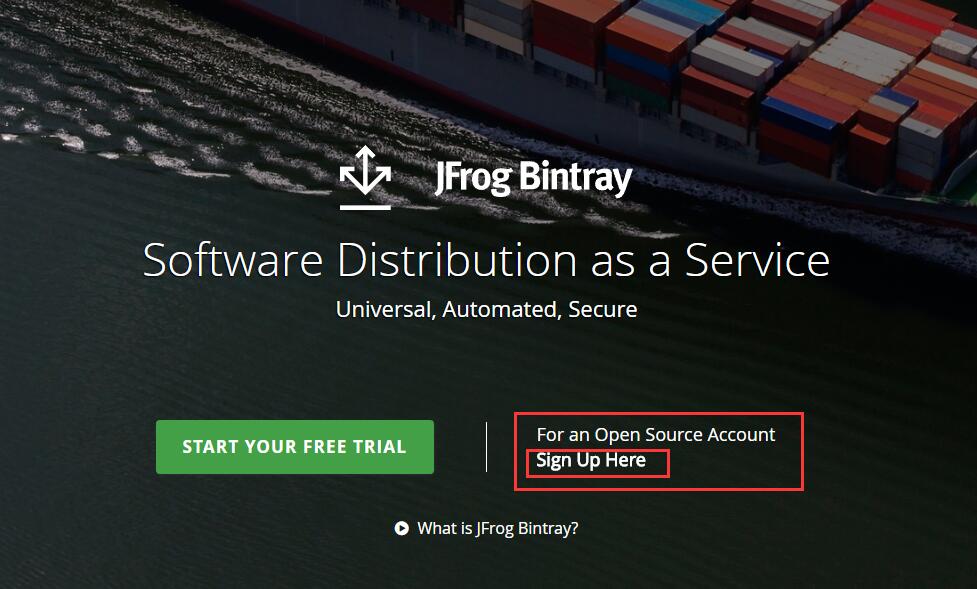 JFrog Bintray
Software Distribution as a Service
Universal, Automated, Secure
START YOUR FREE TRIAL
For an Open Source Account
Sign Up Here
What is JFrog Bintray?